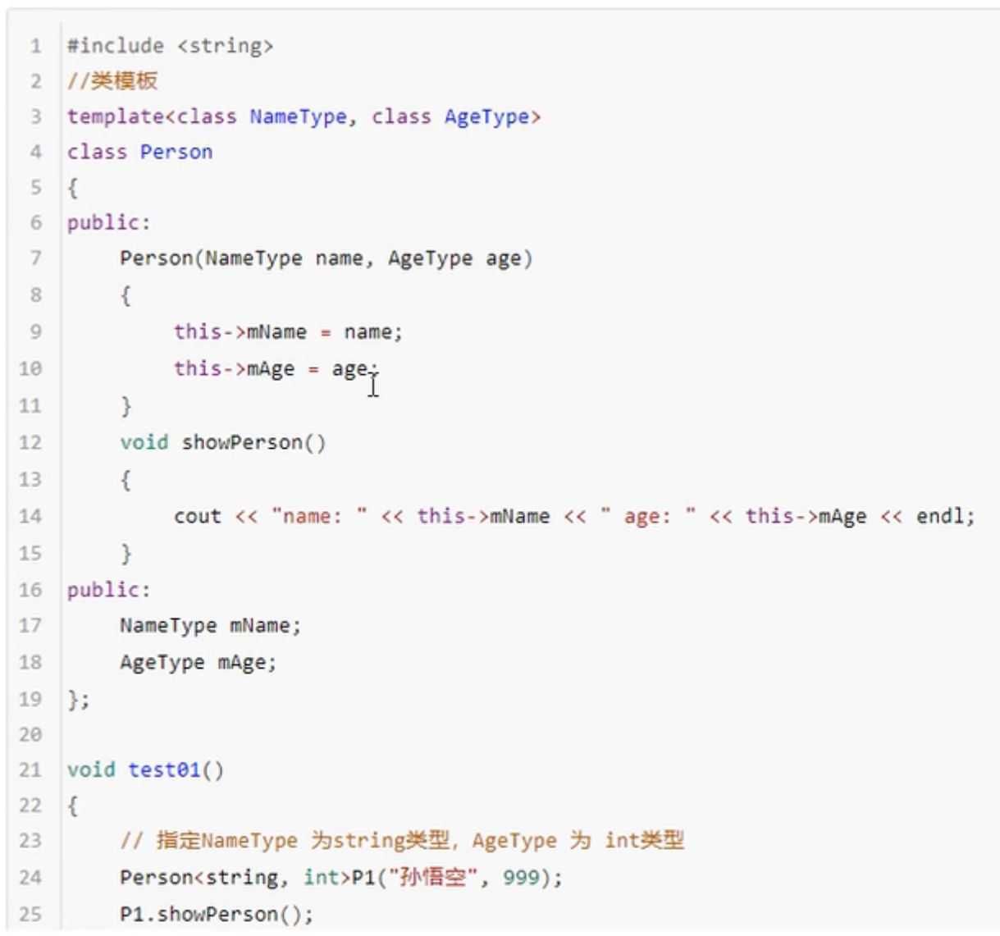 1 #include <string>
2 //类模板
3 template<class NameType, class AgeType>
4 class Person
5 {
6 public:
7 Person(NameType name, AgeType age)
8 {
9 this->mName = name;
10 this->mAge = age;
11 }
12 void showPerson()
13 {
14 cout << "name: " << this->mName << " age: " << this->mAge << endl;
15 }
16 public:
17 NameType mName;
18 AgeType mAge;
19 };
20
21 void test01()
22 {
23 // 指定NameType 为string类型，AgeType 为 int类型
24 Person<string, int>P1("孙悟空", 999);
25 P1.showPerson();